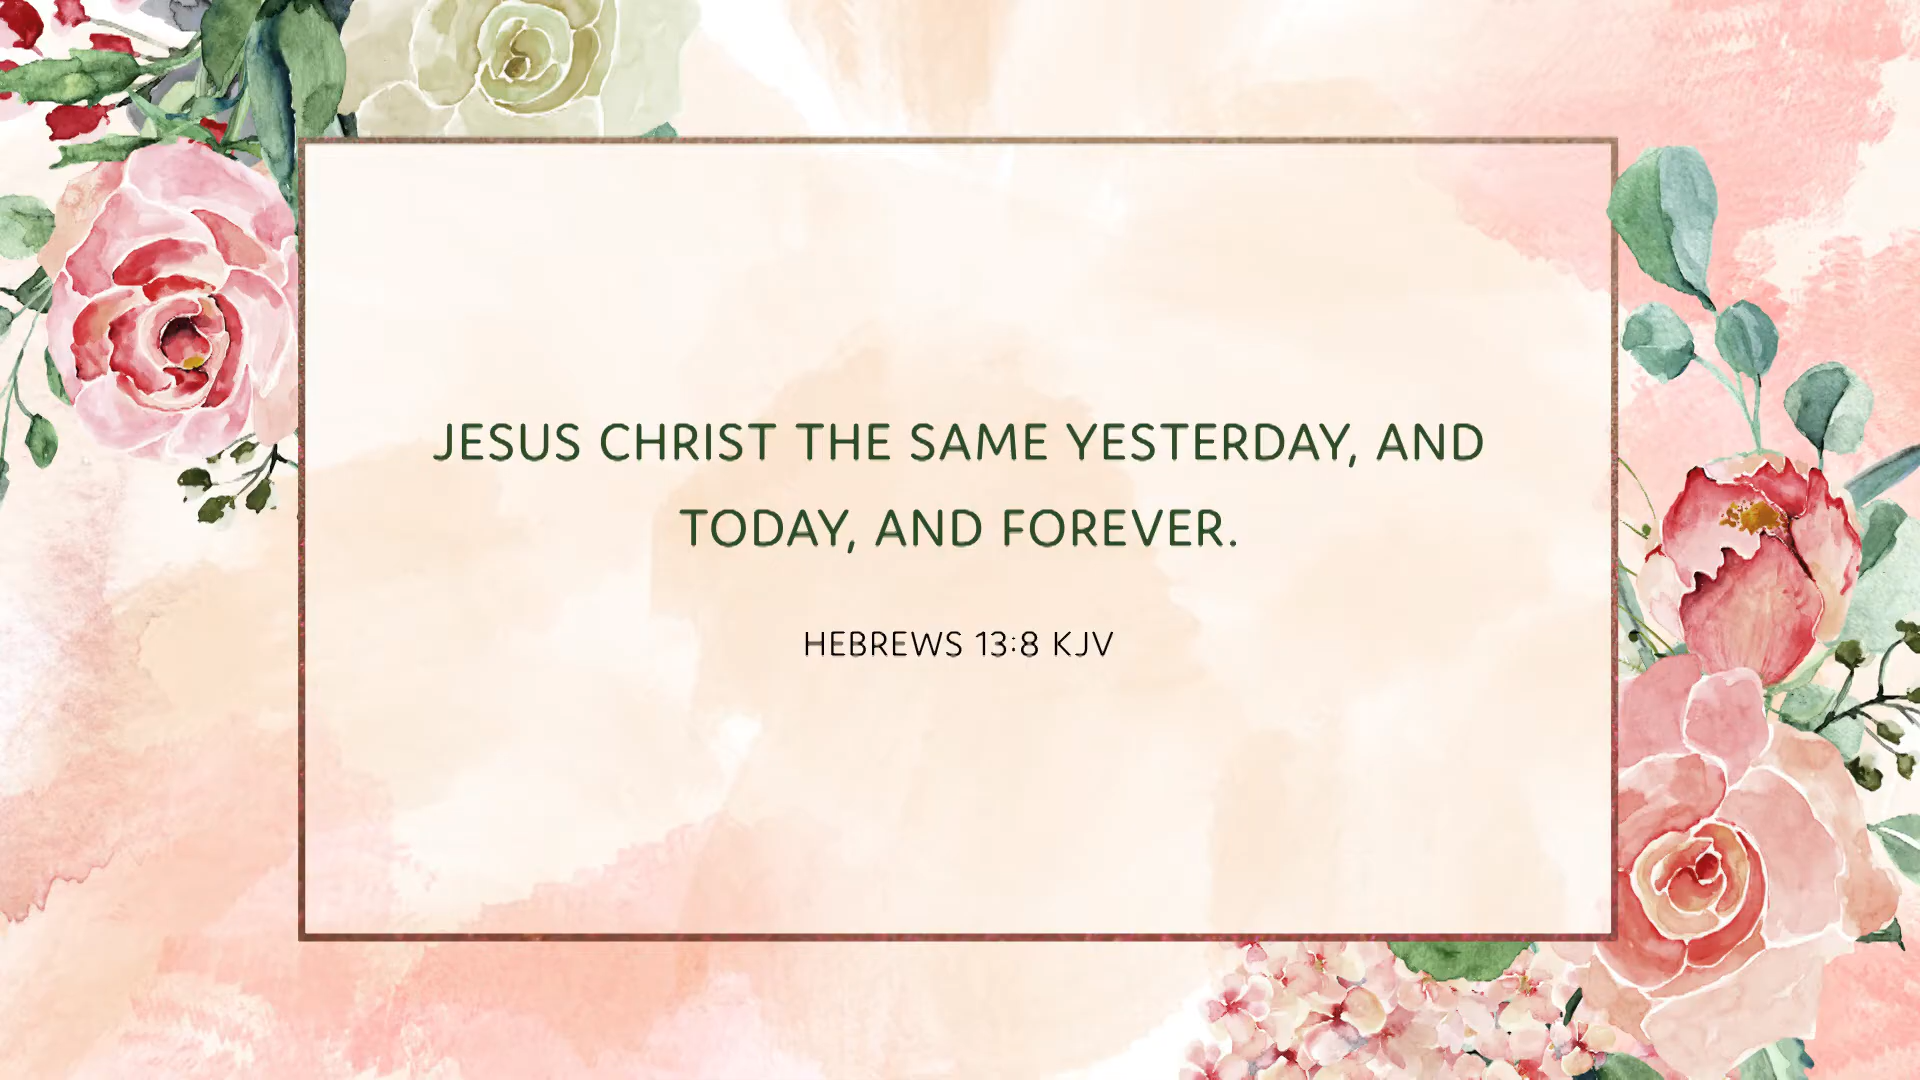 JESUS CHRIST THE SAME YESTERDAY, AND
TODAY, AND FOREVER.
HEBREWS 13:8 KJV